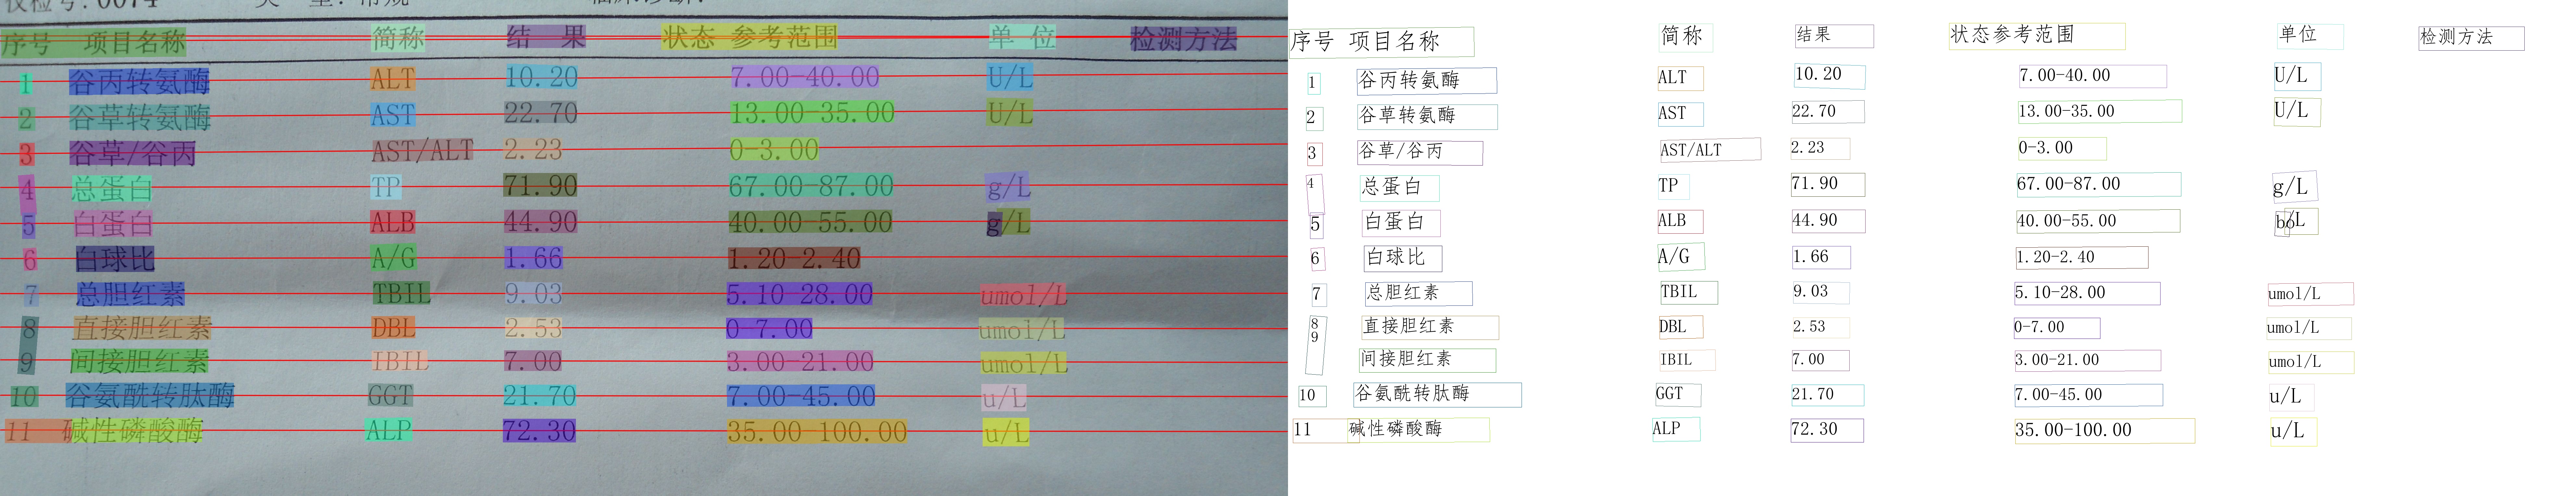 仪检号:0074 类 型:常规 临床诊断:
序号 项目名称 简称 结 果 状态 参考范围 单 位 检测方法
1 谷丙转氨酶 ALT 10.20 7.00-40.00 U/L
2 谷草转氨酶 AST 22.70 13.00-35.00 U/L
3 谷草/谷丙 AST/ALT 2.23 0-3.00
4 总蛋白 TP 71.90 67.00-87.00 g/L
5 白蛋白 ALB 44.90 40.00-55.00 g/L
6 白球比 A/G 1.66 1.20-2.40
7 总胆红素 TBIL 9.03 5.10-28.00 umol/L
8 直接胆红素 DBL 2.53 0-7.00 umol/L
9 间接胆红素 IBIL 7.00 3.00-21.00 umol/L
10 谷氨酰转肽酶 GGT 21.70 7.00-45.00 u/L
11 碱性磷酸酶 ALP 72.30 35.00-100.00 u/L
序号 项目名称 简称 结果 状态参考范围 单位 检测方法
1 谷丙转氨酶 ALT 10.20 7.00-40.00 U/L
2 谷草转氨酶 AST 22.70 13.00-35.00 U/L
3 谷草/谷丙 AST/ALT 2.23 0-3.00
4 总蛋白 TP 71.90 67.00-87.00 g/L
5 白蛋白 ALB 44.90 40.00-55.00 bo/L
6 白球比 A/G 1.66 1.20-2.40
7 总胆红素 TBIL 9.03 5.10-28.00 umol/L
8 直接胆红素 DBL 2.53 0-7.00 umol/L
9 间接胆红素 IBIL 7.00 3.00-21.00 umol/L
10 谷氨酰转肽酶 GGT 21.70 7.00-45.00 u/L
11 碱性磷酸酶 ALP 72.30 35.00-100.00 u/L